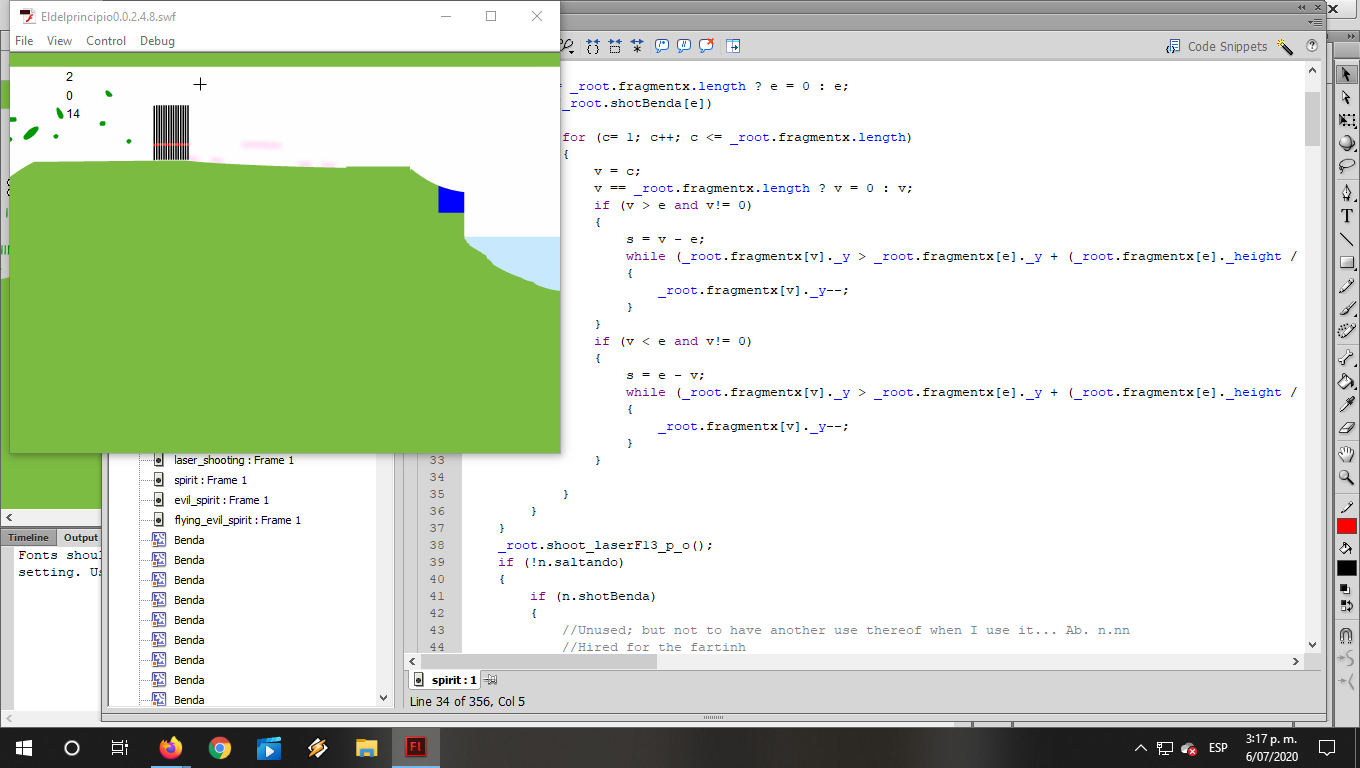 Eldelprincipio0.0.2.4.8.swf
File View Control Debug
2
0
14
Code Snippets
_root.fragmentx.length ? e = 0 : e;
_root.shotBenda[e])
for (c= 1; c++; c <= _root.fragmentx.length)
{
v = c;
v == _root.fragmentx.length ? v = 0 : v;
if (v > e and v!= 0)
{
s = v - e;
while (_root.fragmentx[v]._y > _root.fragmentx[e]._y + (_root.fragmentx[e]._height /
{
_root.fragmentx[v]._y--;
}
}
if (v < e and v!= 0)
{
s = e - v;
while (_root.fragmentx[v]._y > _root.fragmentx[e]._y + (_root.fragmentx[e]._height /
{
_root.fragmentx[v]._y--;
}
33 }
34
35 }
36 }
37 }
38 _root.shoot_laserF13_p_o();
39 if (!n.saltando)
40 {
41 if (n.shotBenda)
42 {
43 //Unused; but not to have another use thereof when I use it... Ab. n.nn
44 //Hired for the fartinh
laser_shooting : Frame 1
spirit : Frame 1
evil_spirit : Frame 1
flying_evil_spirit : Frame 1
Benda
Benda
Benda
Benda
Benda
Benda
Benda
Benda
Benda
Timeline Output
Fonts shou
setting. Us
spirit : 1
Line 34 of 356, Col 5
ESP
3:17 p. m.
6/07/2020